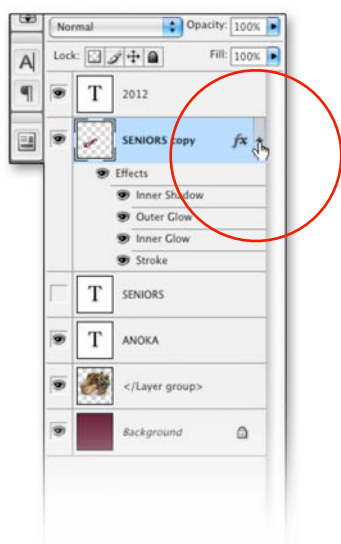 Normal Opacity: 100%
Lock: Fill: 100%
A
T 2012
SENIORS copy fx
Effects
Inner Shadow
Outer Glow
Inner Glow
Stroke
T SENIORS
T ANOKA
</Layer group>
Background